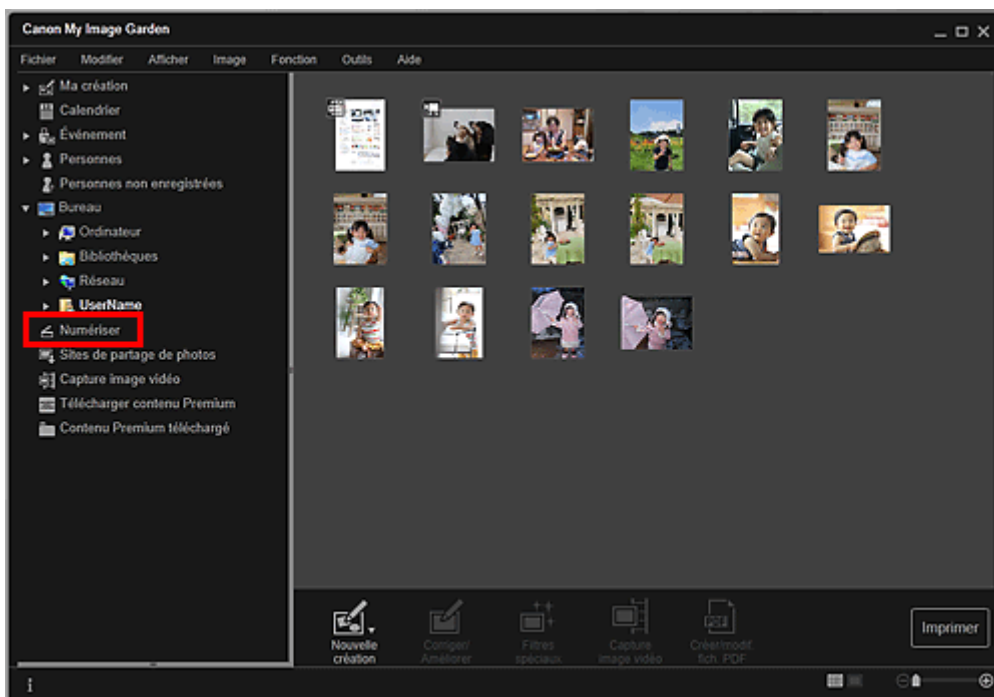 Canon My Image Garden
Fichier Modifier Afficher Image Fonction Outils Aide
Ma création
Calendrier
Événement
Personnes
Personnes non enregistrées
Bureau
Ordinateur
Bibliothèques
Réseau
UserName
Numériser
Sites de partage de photos
Capture image vidéo
Télécharger contenu Premium
Contenu Premium téléchargé
Nouvelle
création
Corriger/
Améliorer
Filtres
spéciaux
Capture
image vidéo
Créer/modif.
fich. PDF
Imprimer